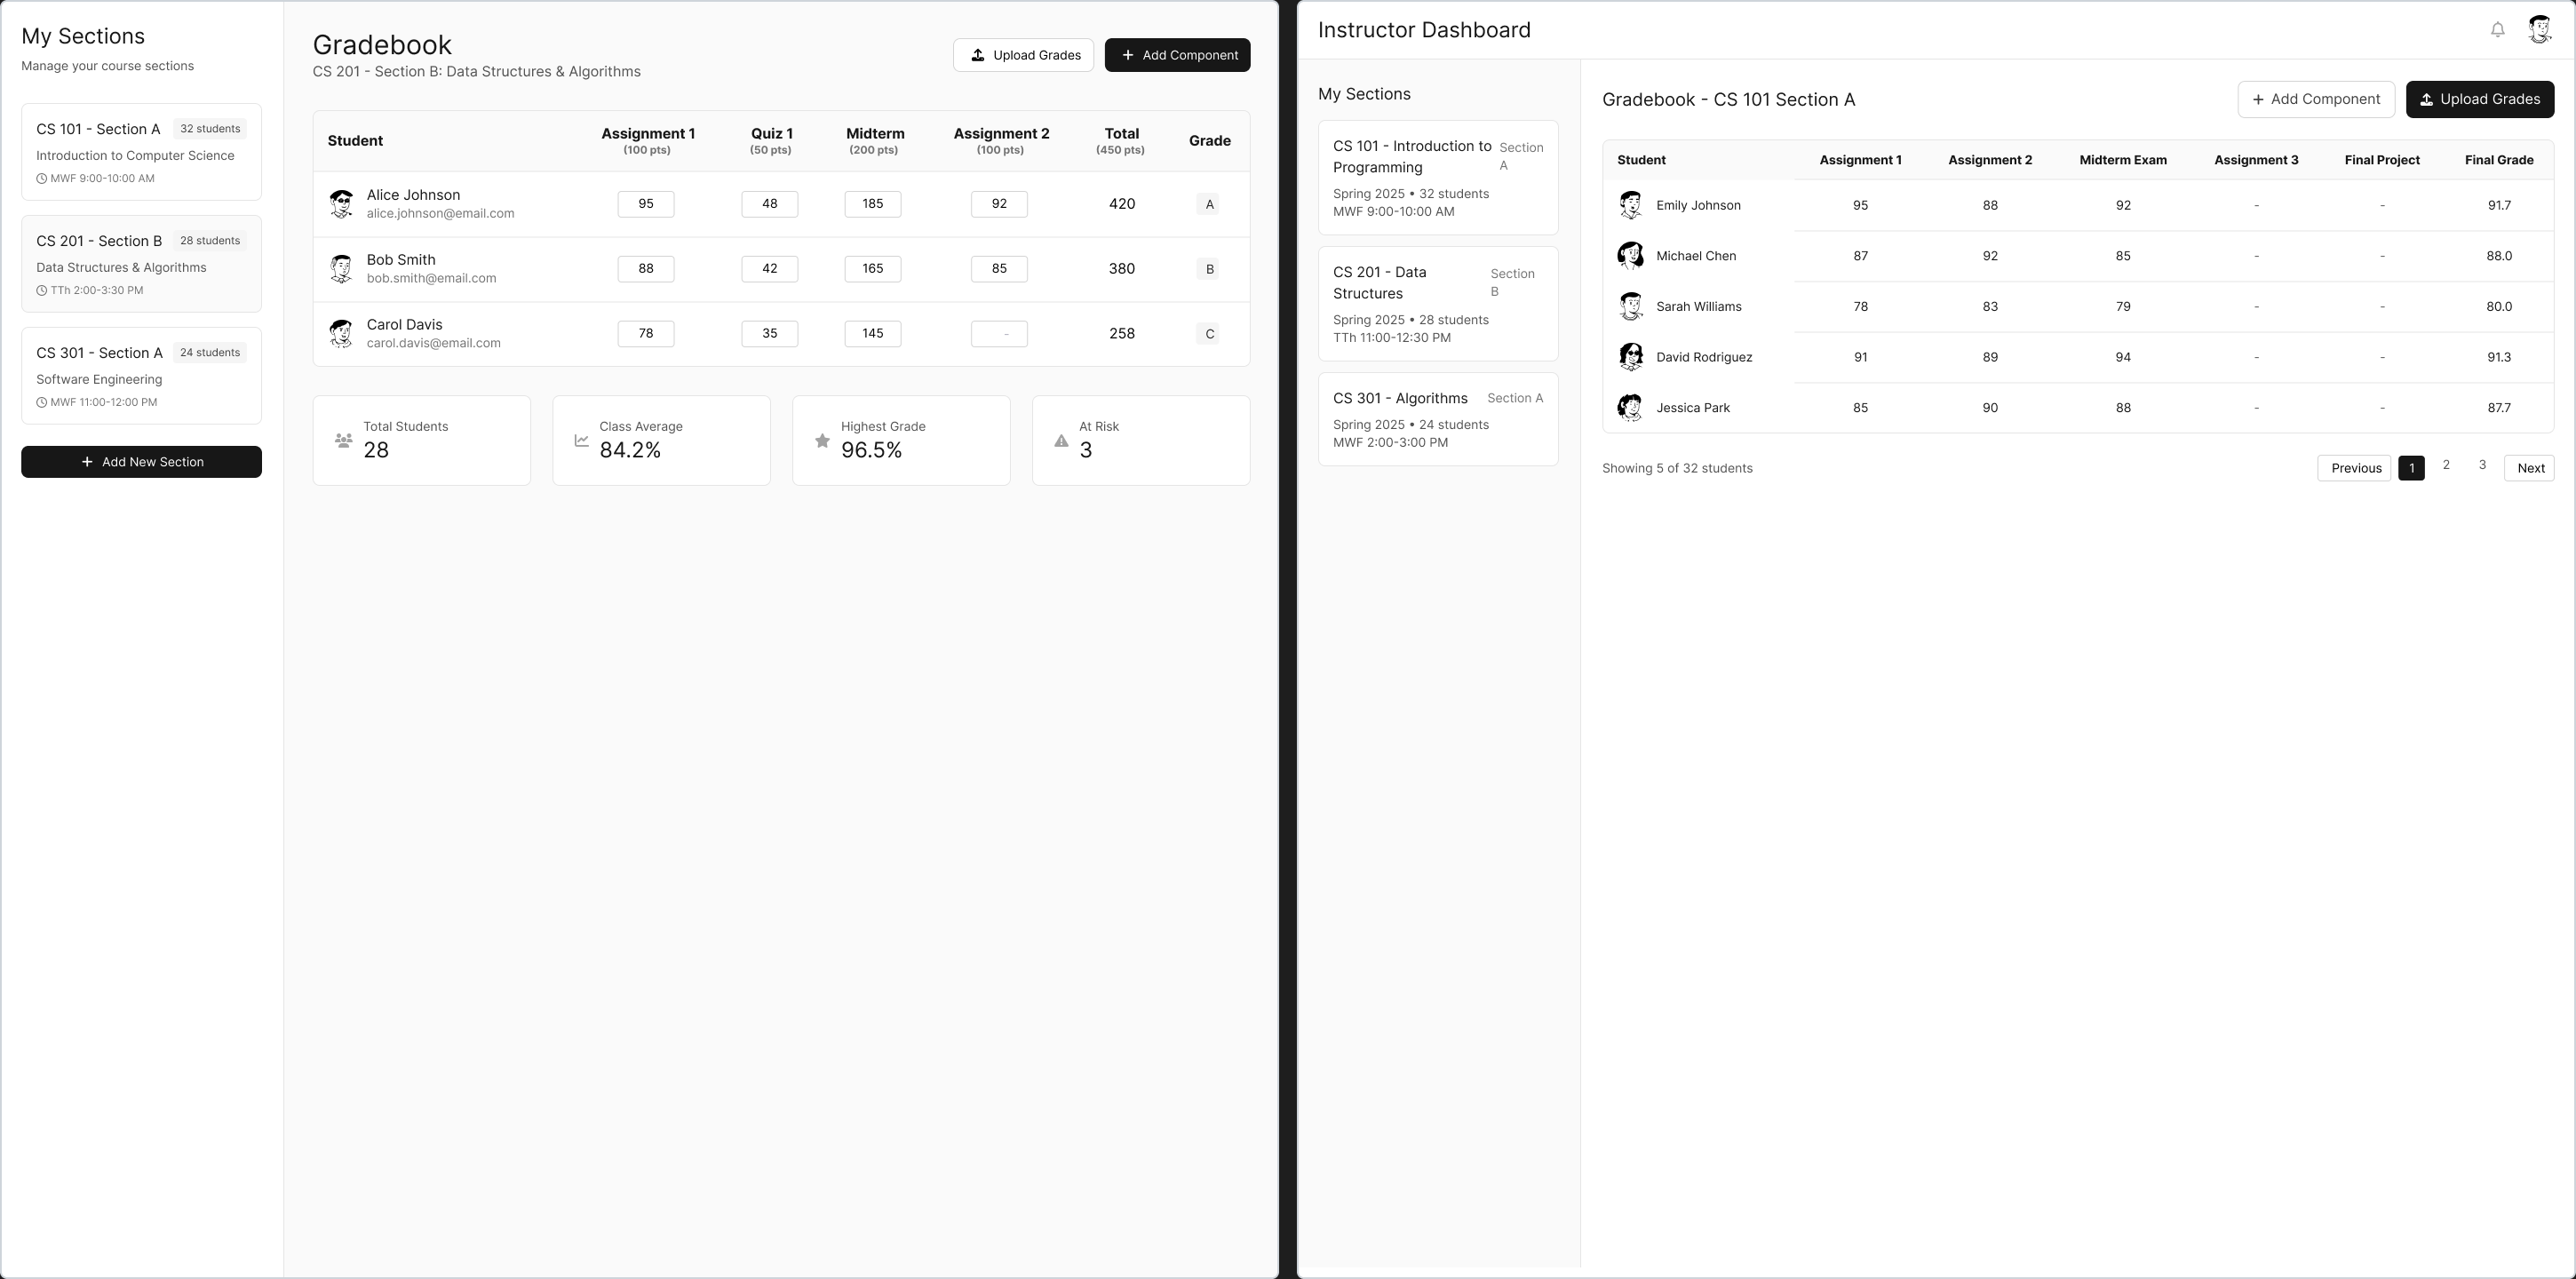 My Sections
Manage your course sections
CS 101 - Section A 32 students
Introduction to Computer Science
MWF 9:00-10:00 AM
CS 201 - Section B 28 students
Data Structures & Algorithms
TTh 2:00-3:30 PM
CS 301 - Section A 24 students
Software Engineering
MWF 11:00-12:00 PM
+ Add New Section
Gradebook
CS 201 - Section B: Data Structures & Algorithms
Upload Grades
+ Add Component
Student Assignment 1 Quiz 1 Midterm Assignment 2 Total Grade
(100 pts) (50 pts) (200 pts) (100 pts) (450 pts)
Alice Johnson 95 48 185 92 420 A
alice.johnson@email.com
Bob Smith 88 42 165 85 380 B
bob.smith@email.com
Carol Davis 78 35 145 - 258 C
carol.davis@email.com
Total Students
28
Class Average
84.2%
Highest Grade
96.5%
At Risk
3
Instructor Dashboard
My Sections
CS 101 - Introduction to Section
Programming A
Spring 2025 • 32 students
MWF 9:00-10:00 AM
CS 201 - Data Section
Structures B
Spring 2025 • 28 students
TTh 11:00-12:30 PM
CS 301 - Algorithms Section A
Spring 2025 • 24 students
MWF 2:00-3:00 PM
Gradebook - CS 101 Section A
+ Add Component
Upload Grades
Student Assignment 1 Assignment 2 Midterm Exam Assignment 3 Final Project Final Grade
Emily Johnson 95 88 92 - - 91.7
Michael Chen 87 92 85 - - 88.0
Sarah Williams 78 83 79 - - 80.0
David Rodriguez 91 89 94 - - 91.3
Jessica Park 85 90 88 - - 87.7
Showing 5 of 32 students
Previous 1 2 3 Next